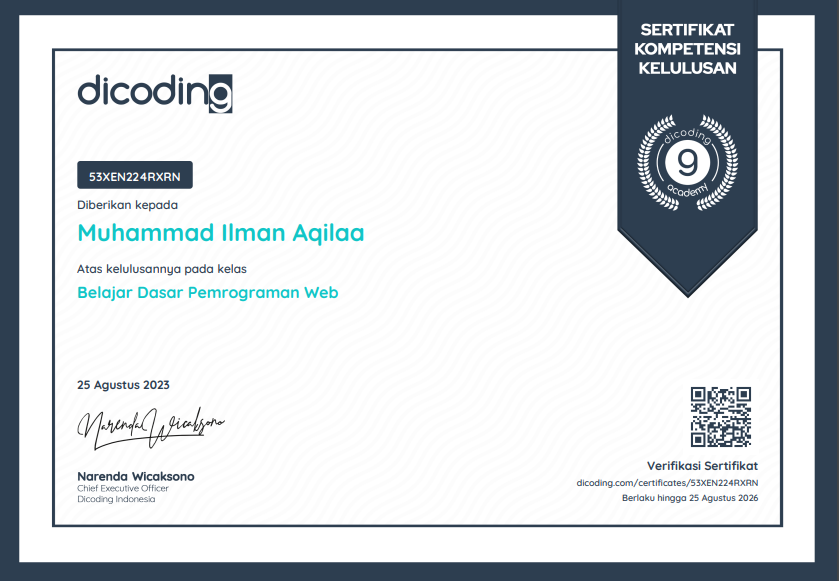 SERTIFIKAT
KOMPETENSI
KELULUSAN
dicoding
dicoding
9
academy
53XEN224RXRN
Diberikan kepada
Muhammad Ilman Aqilaa
Atas kelulusannya pada kelas
Belajar Dasar Pemrograman Web
25 Agustus 2023
Narenda Wicaksono
Narenda Wicaksono
Chief Executive Officer
Dicoding Indonesia
Verifikasi Sertifikat
dicoding.com/certificates/53XEN224RXRN
Berlaku hingga 25 Agustus 2026